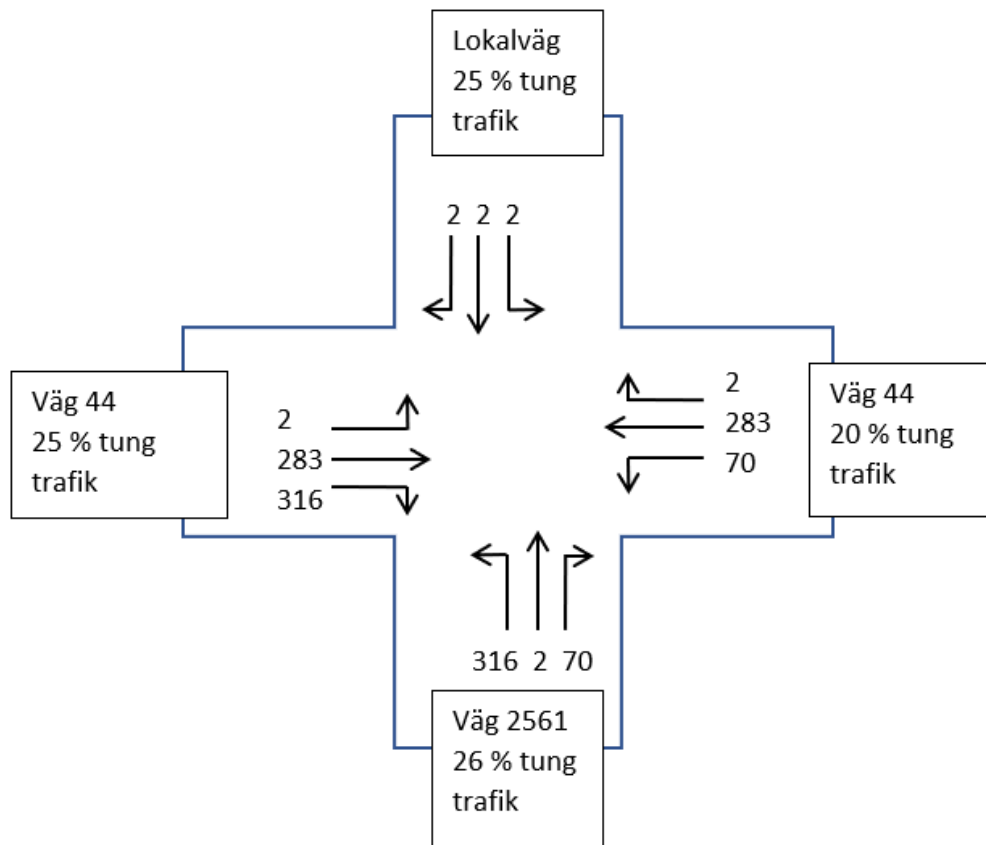 Lokalväg
25 % tung
trafik
2 2 2
Väg 44
25 % tung
trafik
2
283
316
2
283
70
Väg 44
20 % tung
trafik
316 2 70
Väg 2561
26 % tung
trafik